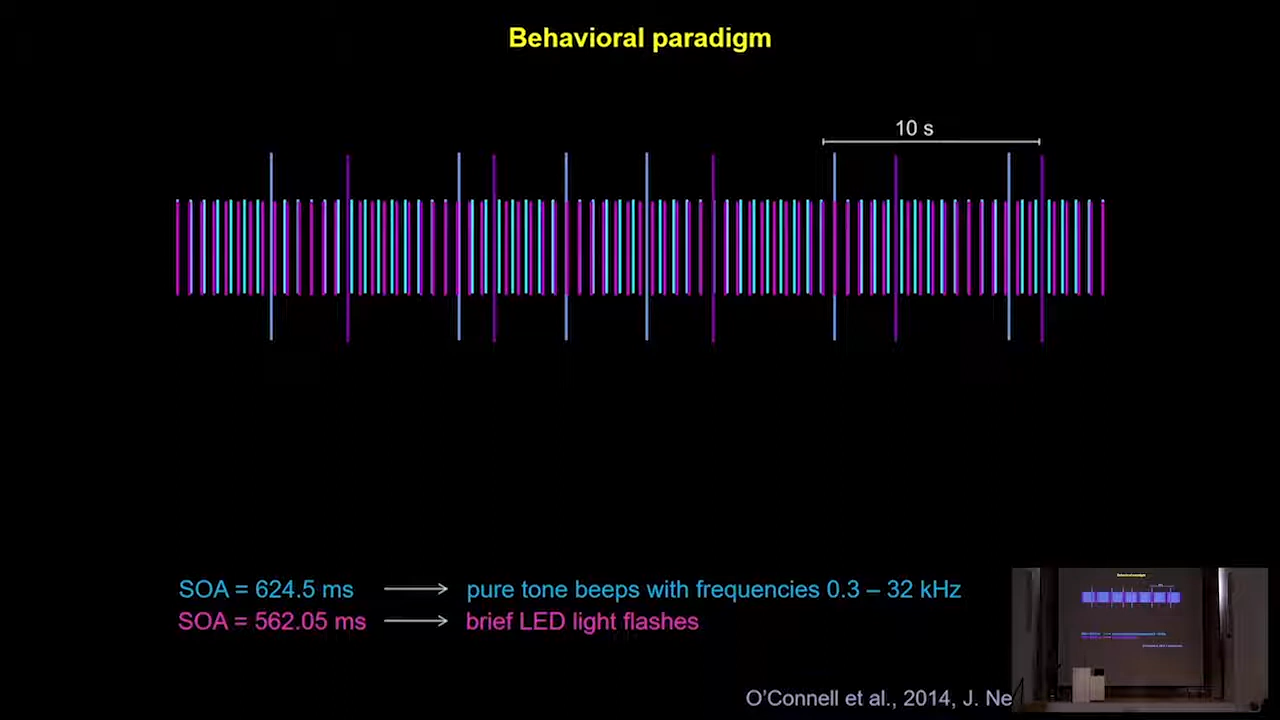 Behavioral paradigm
10 s
SOA = 624.5 ms → pure tone beeps with frequencies 0.3 – 32 kHz
SOA = 562.05 ms → brief LED light flashes
O'Connell et al., 2014, J. Ne